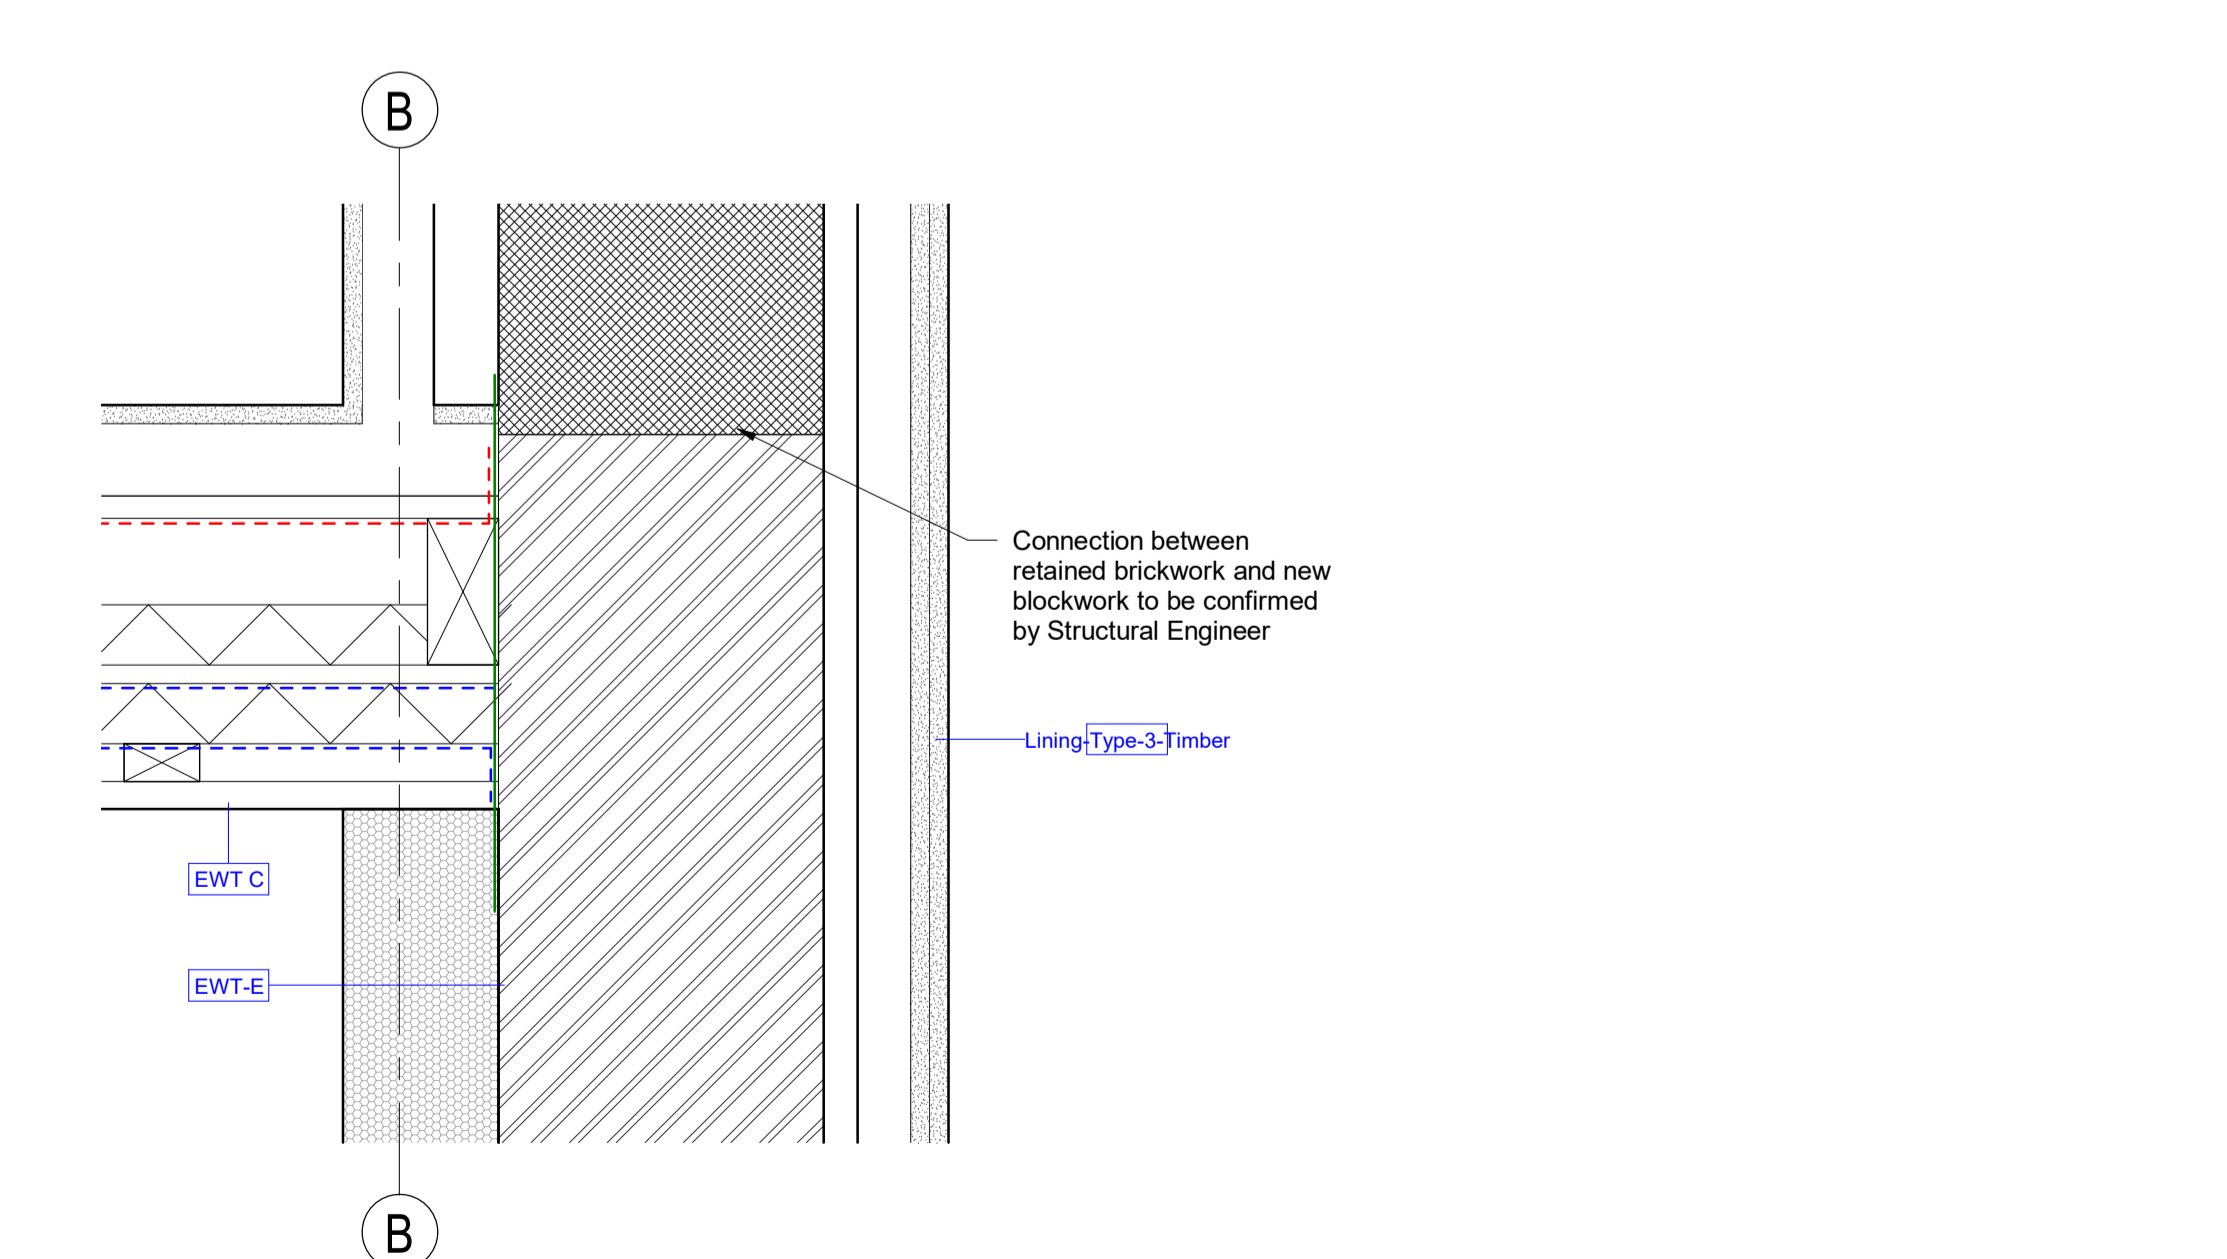 B
Connection between
retained brickwork and new
blockwork to be confirmed
by Structural Engineer
Lining-Type-3-Timber
EWT C
EWT-E
B